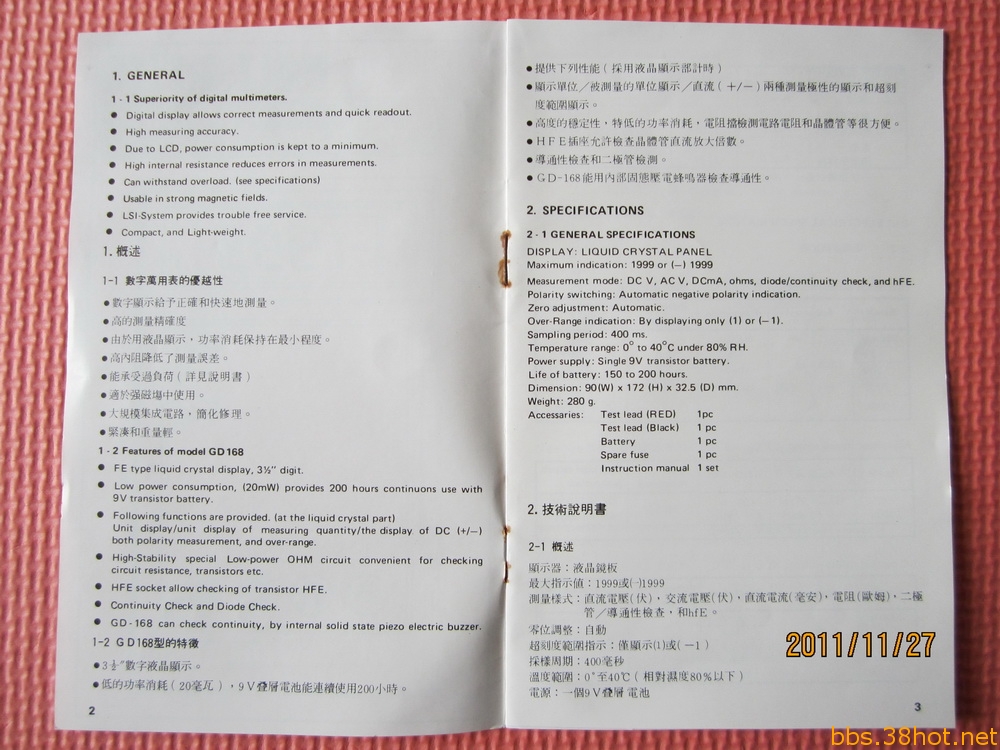 1. GENERAL
1 - 1 Superiority of digital multimeters.
● Digital display allows correct measurements and quick readout.
● High measuring accuracy.
● Due to LCD, power consumption is kept to a minimum.
● High internal resistance reduces errors in measurements.
● Can withstand overload. (see specifications)
● Usable in strong magnetic fields.
● LSI-System provides trouble free service.
● Compact, and Light-weight.
1. 概述
1-1 數字萬用表的優越性
●數字顯示給予正確和快速地測量。
●高的測量精確度
●由於用液晶顯示，功率消耗保持在最小程度。
●高內阻降低了測量誤差。
●能承受過負荷（詳見說明書）
●適於强磁塲中使用。
●大規模集成電路，簡化修理。
●緊湊和重量輕。
1 - 2 Features of model GD168
● FE type liquid crystal display, 3½" digit.
● Low power consumption, (20mW) provides 200 hours continuons use with
9V transistor battery.
● Following functions are provided. (at the liquid crystal part)
Unit display/unit display of measuring quantity/the display of DC (+/−)
both polarity measurement, and over-range.
● High-Stability special Low-power OHM circuit convenient for checking
circuit resistance, transistors etc.
● HFE socket allow checking of transistor HFE.
● Continuity Check and Diode Check.
● GD - 168 can check continuity, by internal solid state piezo electric buzzer.
1-2 GD168型的特徵
●3½"數字液晶顯示。
●低的功率消耗（20毫瓦），9V叠層電池能連續使用200小時。
2
●提供下列性能（採用液晶顯示部計時）
●顯示單位／被測量的單位顯示／直流（+/−）兩種測量極性的顯示和超刻
度範圍顯示。
●高度的穩定性，特低的功率消耗，電阻擋檢測電路電阻和晶體管等很方便。
●HFE插座允許檢查晶體管直流放大倍數。
●導通性檢查和二極管檢測。
●GD-168能用內部固態壓電蜂鳴器檢查導通性。
2. SPECIFICATIONS
2 - 1 GENERAL SPECIFICATIONS
DISPLAY: LIQUID CRYSTAL PANEL
Maximum indication: 1999 or (−) 1999
Measurement mode: DC V, AC V, DCmA, ohms, diode/continuity check, and hFE.
Polarity switching: Automatic negative polarity indication.
Zero adjustment: Automatic.
Over-Range indication: By displaying only (1) or (−1).
Sampling period: 400 ms.
Temperature range: 0° to 40°C under 80% RH.
Power supply: Single 9V transistor battery.
Life of battery: 150 to 200 hours.
Dimension: 90(W) x 172 (H) x 32.5 (D) mm.
Weight: 280 g.
Accessaries: Test lead (RED) 1pc
Test lead (Black) 1 pc
Battery 1 pc
Spare fuse 1 pc
Instruction manual 1 set
2. 技術說明書
2-1 概述
顯示器：液晶鏡板
最大指示値：1999或(−)1999
測量樣式：直流電壓(伏)，交流電壓(伏)，直流電流(毫安)，電阻(歐姆)，二極
管／導通性檢查，和hfE。
零位調整：自動
超刻度範圍指示：僅顯示(1)或(−1)
採樣周期：400毫秒
溫度範圍：0°至40℃（相對濕度80%以下）
電源：一個9V叠層電池
3
2011/11/27
bbs.38hot.net